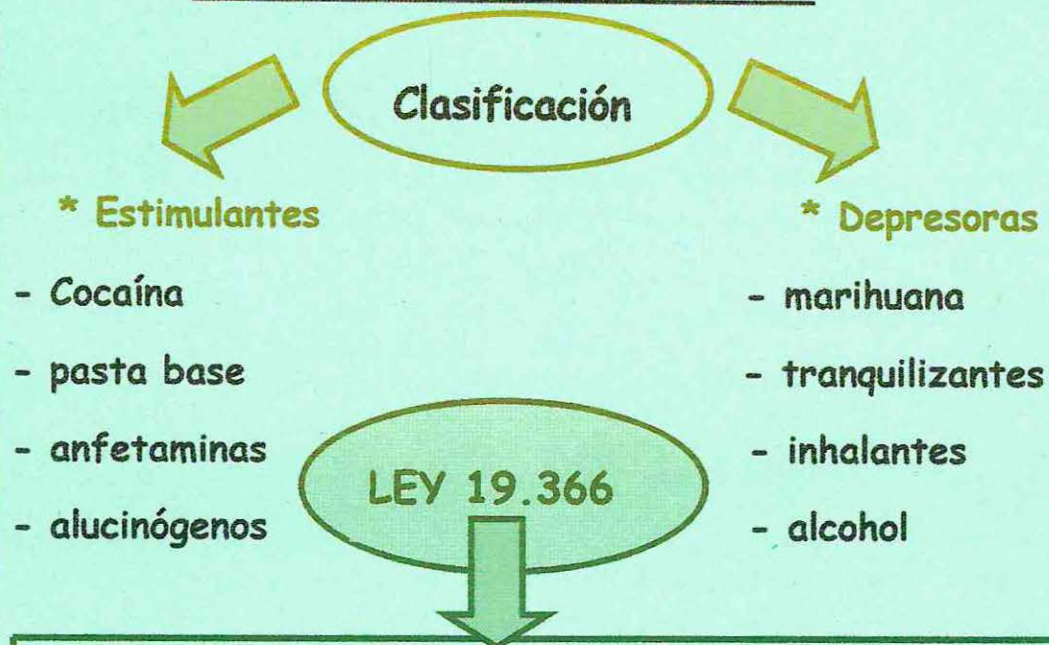 Clasificación
* Estimulantes
- Cocaína
- pasta base
- anfetaminas
- alucinógenos
* Depresoras
- marihuana
- tranquilizantes
- inhalantes
- alcohol
LEY 19.366